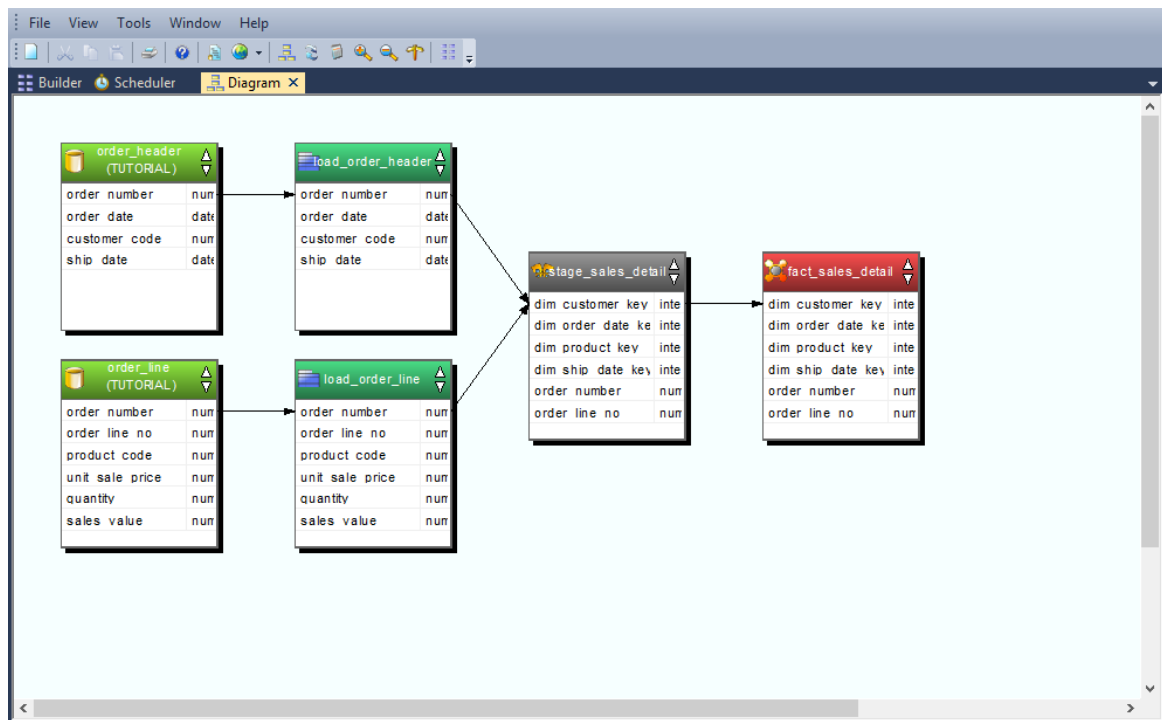 File View Tools Window Help
Builder Scheduler Diagram
order_header
(TUTORIAL)
order number num
order date date
customer code num
ship date date
load_order_header
order number num
order date date
customer code num
ship date date
order_line
(TUTORIAL)
order number num
order line no num
product code num
unit sale price num
quantity num
sales value num
load_order_line
order number num
order line no num
product code num
unit sale price num
quantity num
sales value num
stage_sales_detail
dim customer key inte
dim order date ke inte
dim product key inte
dim ship date key inte
order number num
order line no num
fact_sales_detail
dim customer key inte
dim order date ke inte
dim product key inte
dim ship date key inte
order number num
order line no num